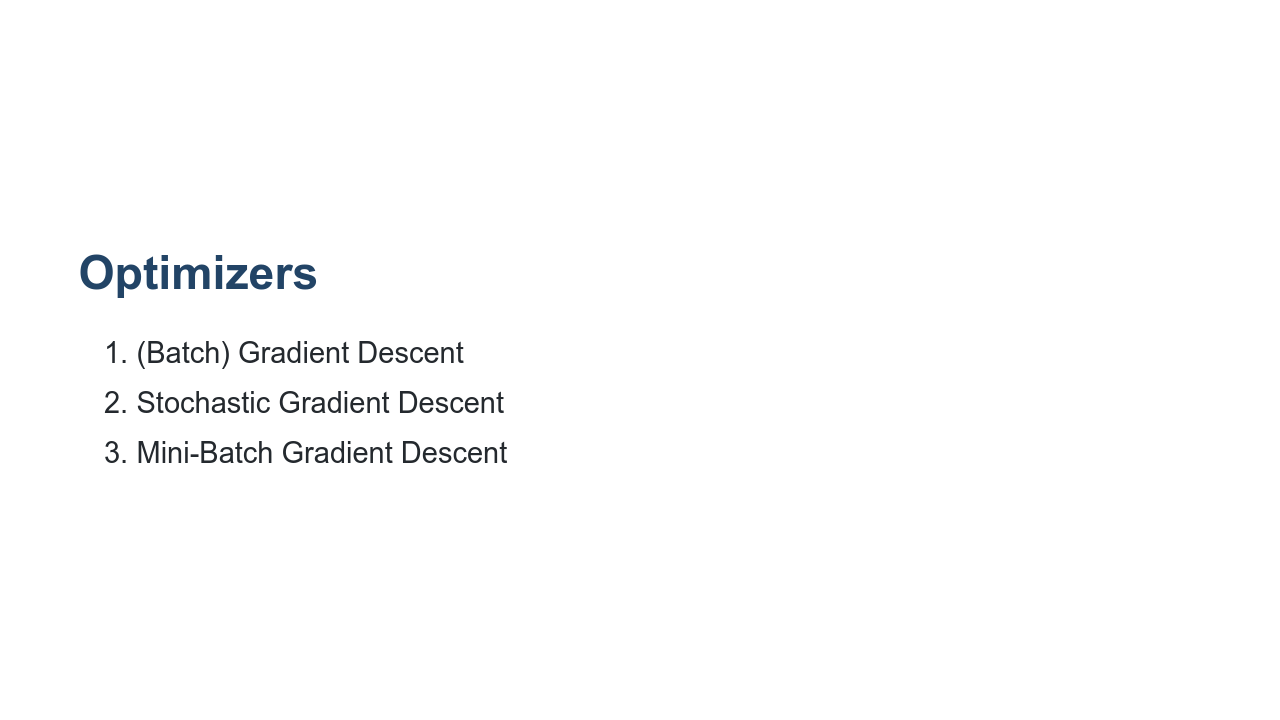 Optimizers
1. (Batch) Gradient Descent
2. Stochastic Gradient Descent
3. Mini-Batch Gradient Descent